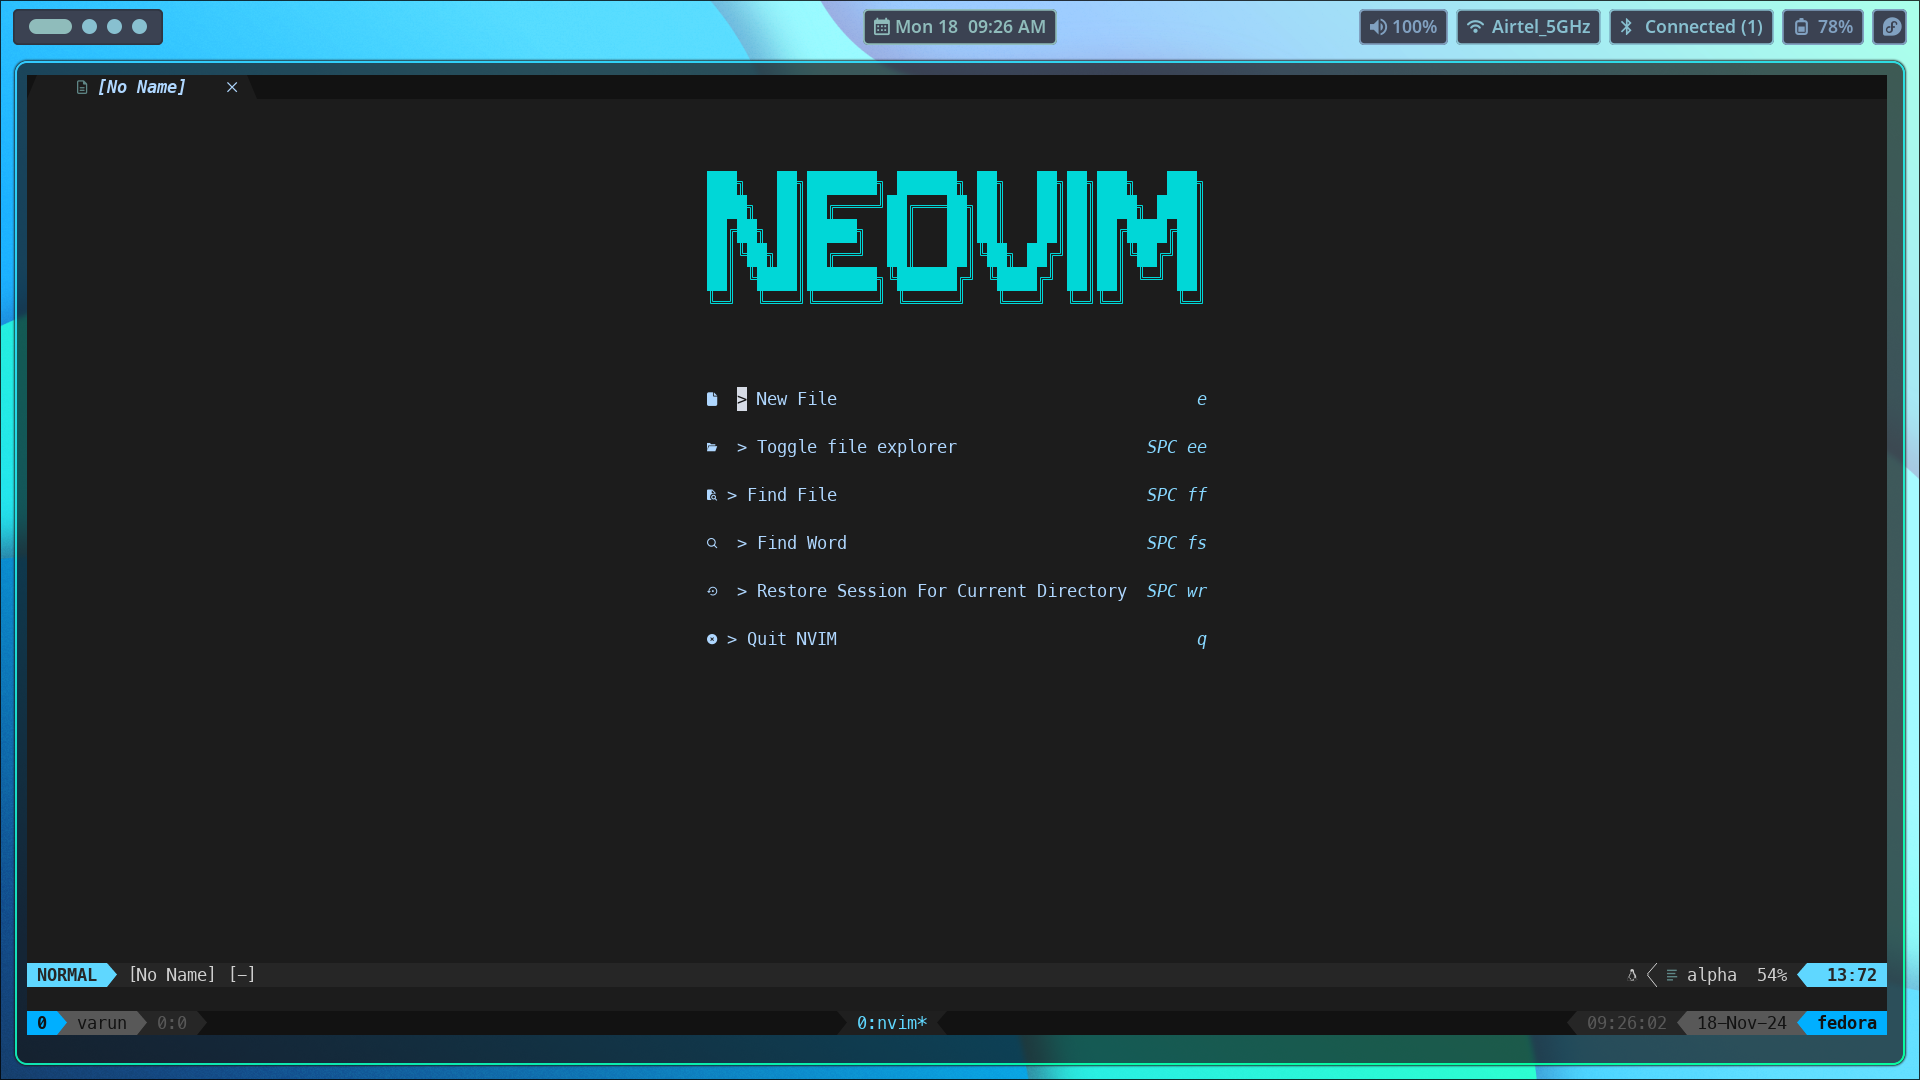 Mon 18 09:26 AM
100%
Airtel_5GHz
Connected (1)
78%
[No Name]
NEOVIM
> New File e
> Toggle file explorer SPC ee
> Find File SPC ff
> Find Word SPC fs
> Restore Session For Current Directory SPC wr
> Quit NVIM q
NORMAL [No Name] [-] alpha 54% 13:72
0 varun 0:0 0:nvim* 09:26:02 18-Nov-24 fedora